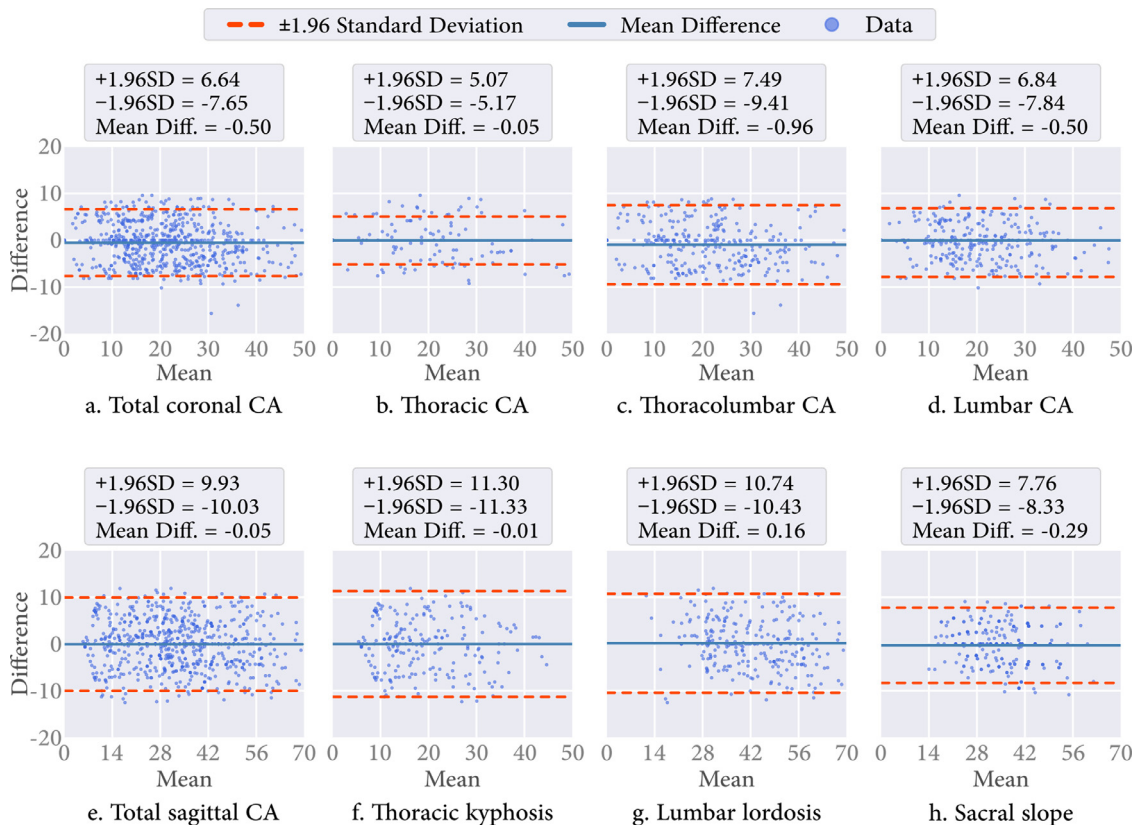 ±1.96 Standard Deviation Mean Difference Data
+1.96SD = 6.64
−1.96SD = -7.65
Mean Diff. = -0.50
+1.96SD = 5.07
−1.96SD = -5.17
Mean Diff. = -0.05
+1.96SD = 7.49
−1.96SD = -9.41
Mean Diff. = -0.96
+1.96SD = 6.84
−1.96SD = -7.84
Mean Diff. = -0.50
Difference
20
10
0
-10
-20
0 10 20 30 40 50
0 10 20 30 40 50
0 10 20 30 40 50
0 10 20 30 40 50
Mean
Mean
Mean
Mean
a. Total coronal CA
b. Thoracic CA
c. Thoracolumbar CA
d. Lumbar CA
+1.96SD = 9.93
−1.96SD = -10.03
Mean Diff. = -0.05
+1.96SD = 11.30
−1.96SD = -11.33
Mean Diff. = -0.01
+1.96SD = 10.74
−1.96SD = -10.43
Mean Diff. = 0.16
+1.96SD = 7.76
−1.96SD = -8.33
Mean Diff. = -0.29
Difference
20
10
0
-10
-20
0 14 28 42 56 70
0 10 20 30 40 50
0 14 28 42 56 70
0 14 28 42 56 70
Mean
Mean
Mean
Mean
e. Total sagittal CA
f. Thoracic kyphosis
g. Lumbar lordosis
h. Sacral slope